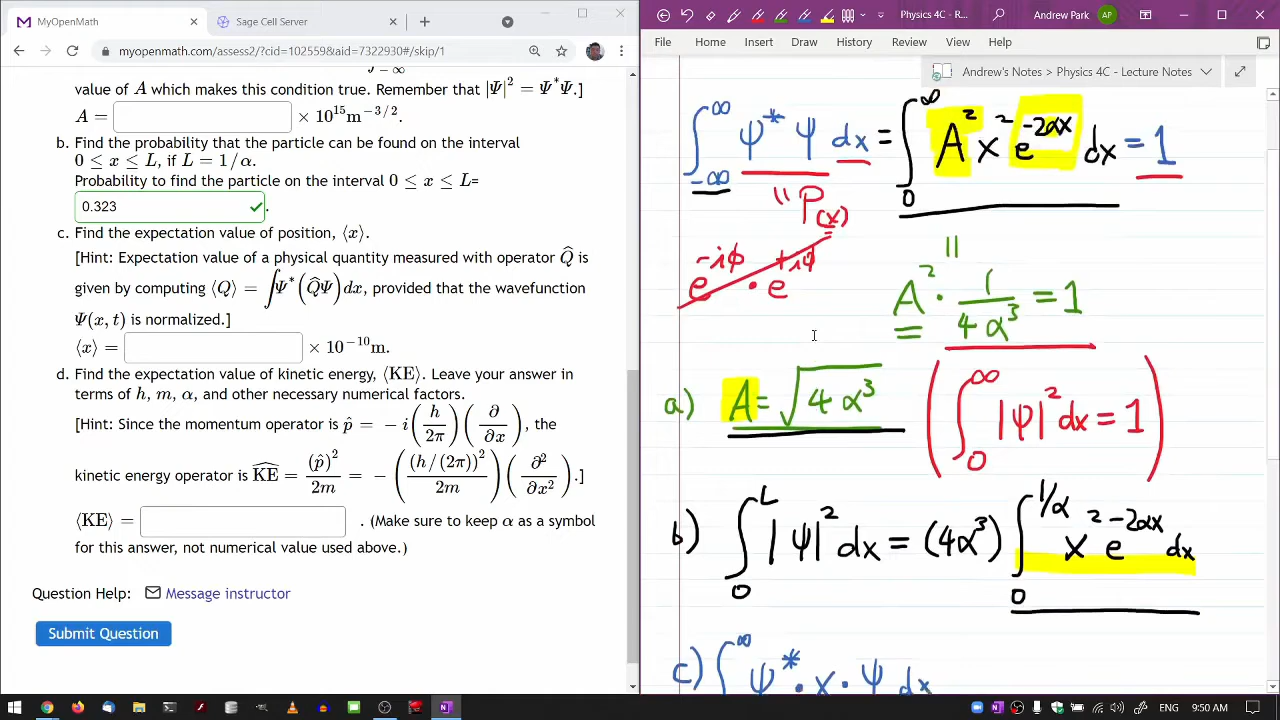 MyOpenMath
Sage Cell Server
myopenmath.com/assess2/?cid=102559&aid=7322930#/skip/1
value of A which makes this condition true. Remember that |Ψ|² = Ψ*Ψ.]
A = × 10¹⁵m⁻³/².
b. Find the probability that the particle can be found on the interval
0 ≤ x ≤ L, if L = 1/α.
Probability to find the particle on the interval 0 ≤ x ≤ L=
0.323
c. Find the expectation value of position, ⟨x⟩.
[Hint: Expectation value of a physical quantity measured with operator Q̂ is
given by computing ⟨Q⟩ = ∫Ψ*(Q̂Ψ)dx, provided that the wavefunction
Ψ(x, t) is normalized.]
⟨x⟩ = × 10⁻¹⁰m.
d. Find the expectation value of kinetic energy, ⟨KE⟩. Leave your answer in
terms of h, m, α, and other necessary numerical factors.
[Hint: Since the momentum operator is p̂ = −i(h/2π)(∂/∂x), the
kinetic energy operator is K̂E = (p̂)²/2m = −((h/(2π))²/2m)(∂²/∂x²).]
⟨KE⟩ = . (Make sure to keep α as a symbol
for this answer, not numerical value used above.)
Question Help: Message instructor
Submit Question
Physics 4C - Lecture Notes
Andrew Park
AP
File Home Insert Draw History Review View Help
Andrew's Notes > Physics 4C - Lecture Notes
∫_{-∞}^{∞} Ψ* Ψ dx = ∫_0^∞ A² x² e^{-2αx} dx = 1
" P(x)
e^{-iφ} · e^{+iφ}
||
A² · 1/4α³ = 1
a) A = √4α³ (∫_0^∞ |Ψ|² dx = 1)
b) ∫_0^L |Ψ|² dx = (4α³) ∫_0^{1/α} x² e^{-2αx} dx
c) ∫^∞ Ψ* · x · Ψ dx
ENG
9:50 AM